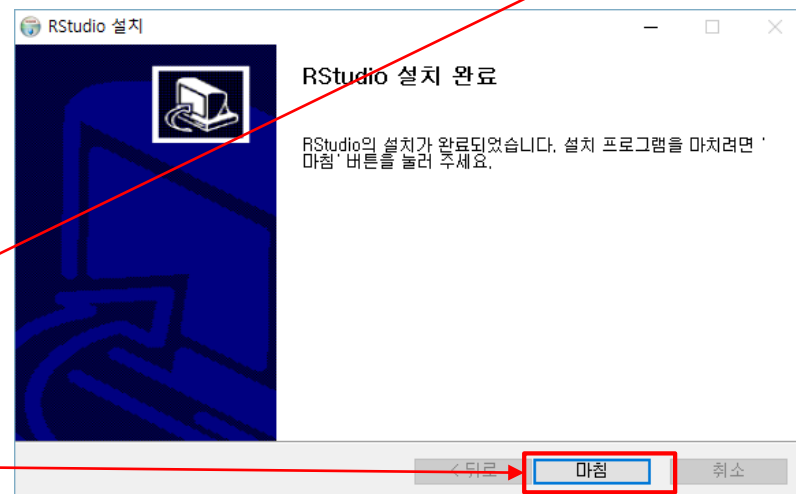 RStudio 설치
RStudio 설치 완료
RStudio의 설치가 완료되었습니다. 설치 프로그램을 마치려면 '
마침' 버튼을 눌러 주세요.
< 뒤로
마침
취소